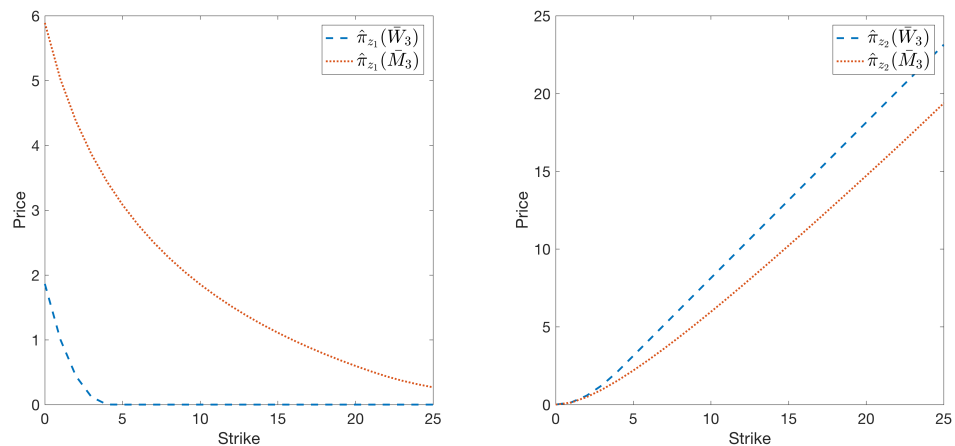 6
5
4
3
2
1
0
Price
0 5 10 15 20 25
Strike
π̂_{z₁}(W̄₃)
π̂_{z₁}(M̄₃)
25
20
15
10
5
0
Price
0 5 10 15 20 25
Strike
π̂_{z₂}(W̄₃)
π̂_{z₂}(M̄₃)